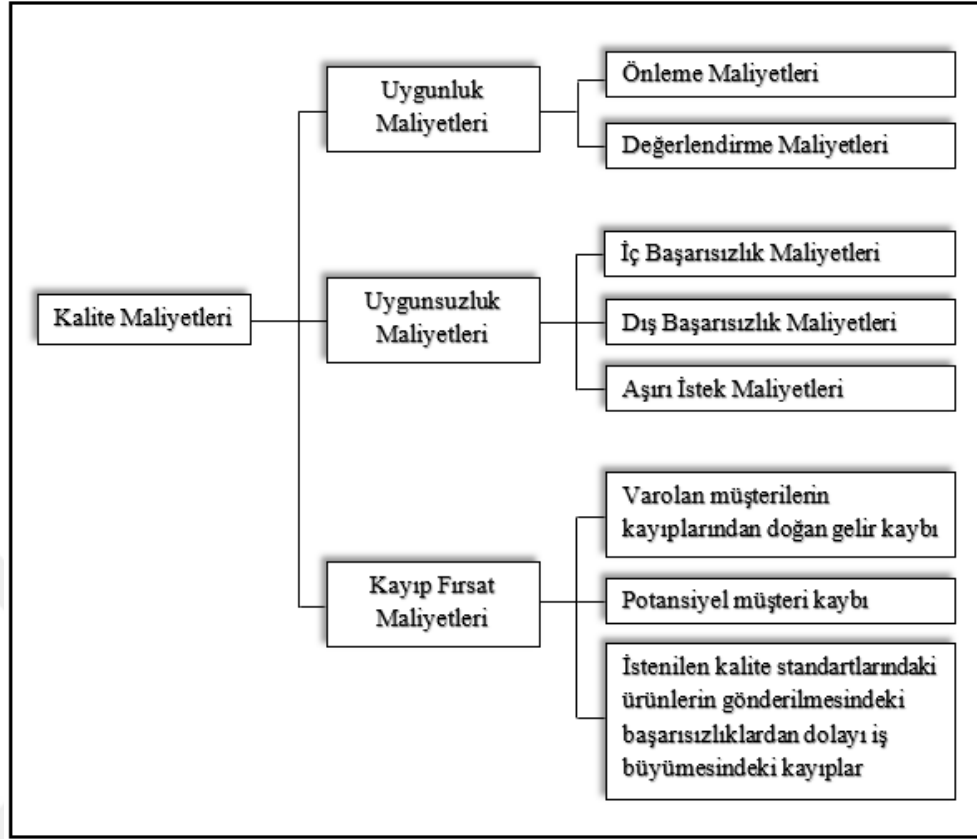 Kalite Maliyetleri
Uygunluk
Maliyetleri
Önleme Maliyetleri
Değerlendirme Maliyetleri
Uygunsuzluk
Maliyetleri
İç Başarısızlık Maliyetleri
Dış Başarısızlık Maliyetleri
Aşırı İstek Maliyetleri
Kayıp Fırsat
Maliyetleri
Varolan müşterilerin
kayıplarından doğan gelir kaybı
Potansiyel müşteri kaybı
İstenilen kalite standartlarındaki
ürünlerin gönderilmesindeki
başarısızlıklardan dolayı iş
büyümesindeki kayıplar